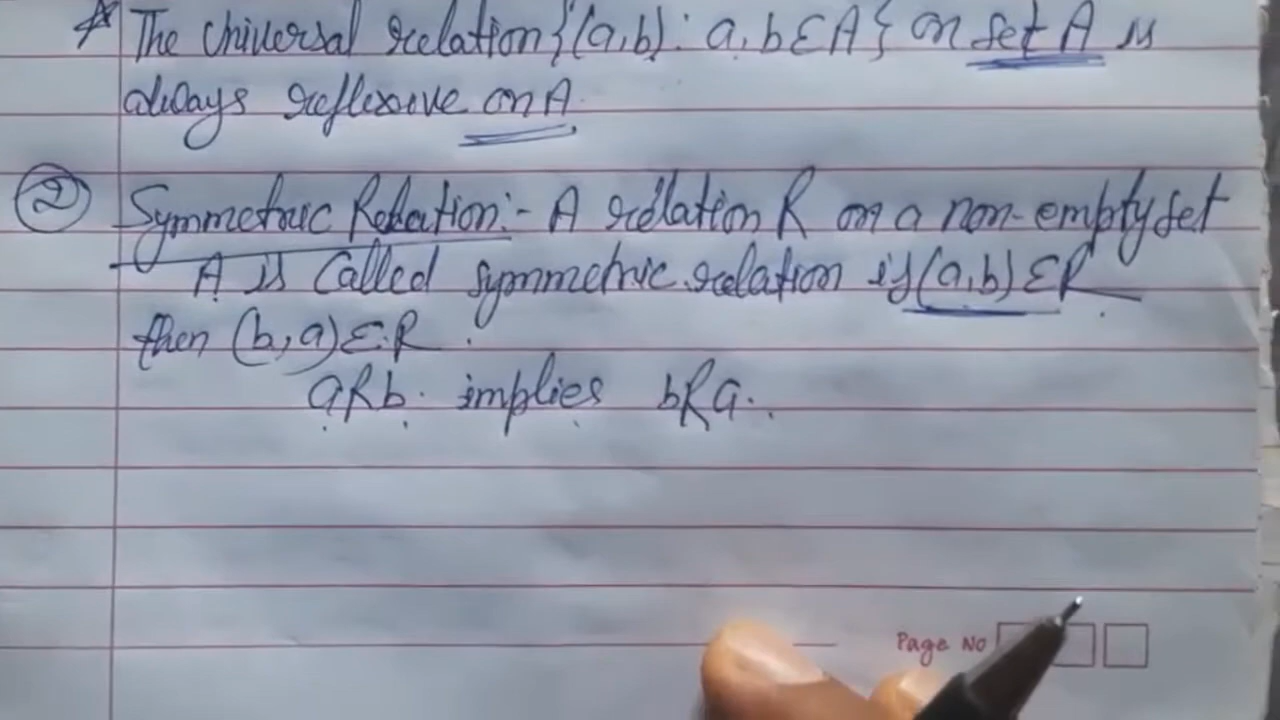 * The Universal relation {(a,b): a, b ε A} on set A is
always reflexive on A.
② Symmetric Relation:- A relation R on a non-empty set
A is Called symmetric relation if (a,b) ε R
then (b,a) ε R.
aRb. implies bRa.
Page No